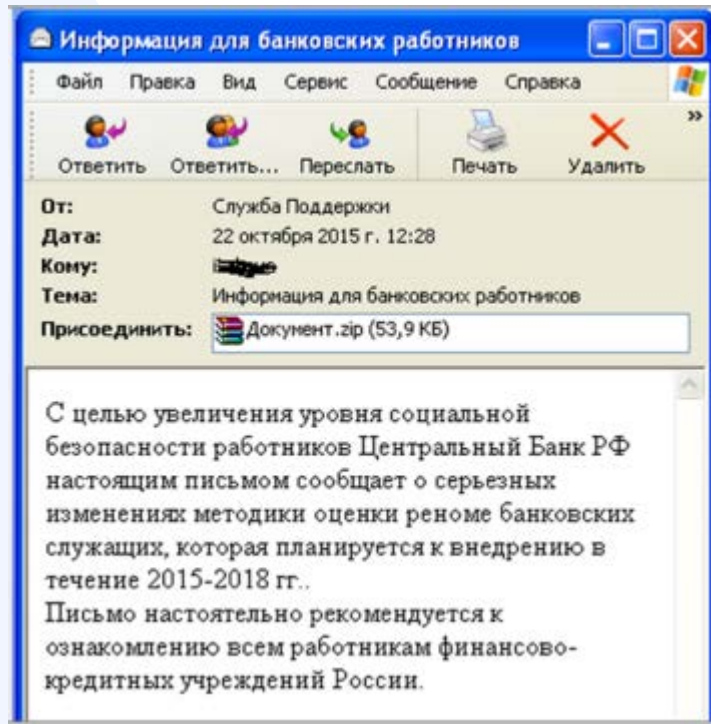 Информация для банковских работников
Файл Правка Вид Сервис Сообщение Справка
Ответить Ответить... Переслать Печать Удалить
От: Служба Поддержки
Дата: 22 октября 2015 г. 12:28
Кому:
Тема: Информация для банковских работников
Присоединить: Документ.zip (53,9 КБ)
С целью увеличения уровня социальной
безопасности работников Центральный Банк РФ
настоящим письмом сообщает о серьезных
изменениях методики оценки реноме банковских
служащих, которая планируется к внедрению в
течение 2015-2018 гг..
Письмо настоятельно рекомендуется к
ознакомлению всем работникам финансово-
кредитных учреждений России.